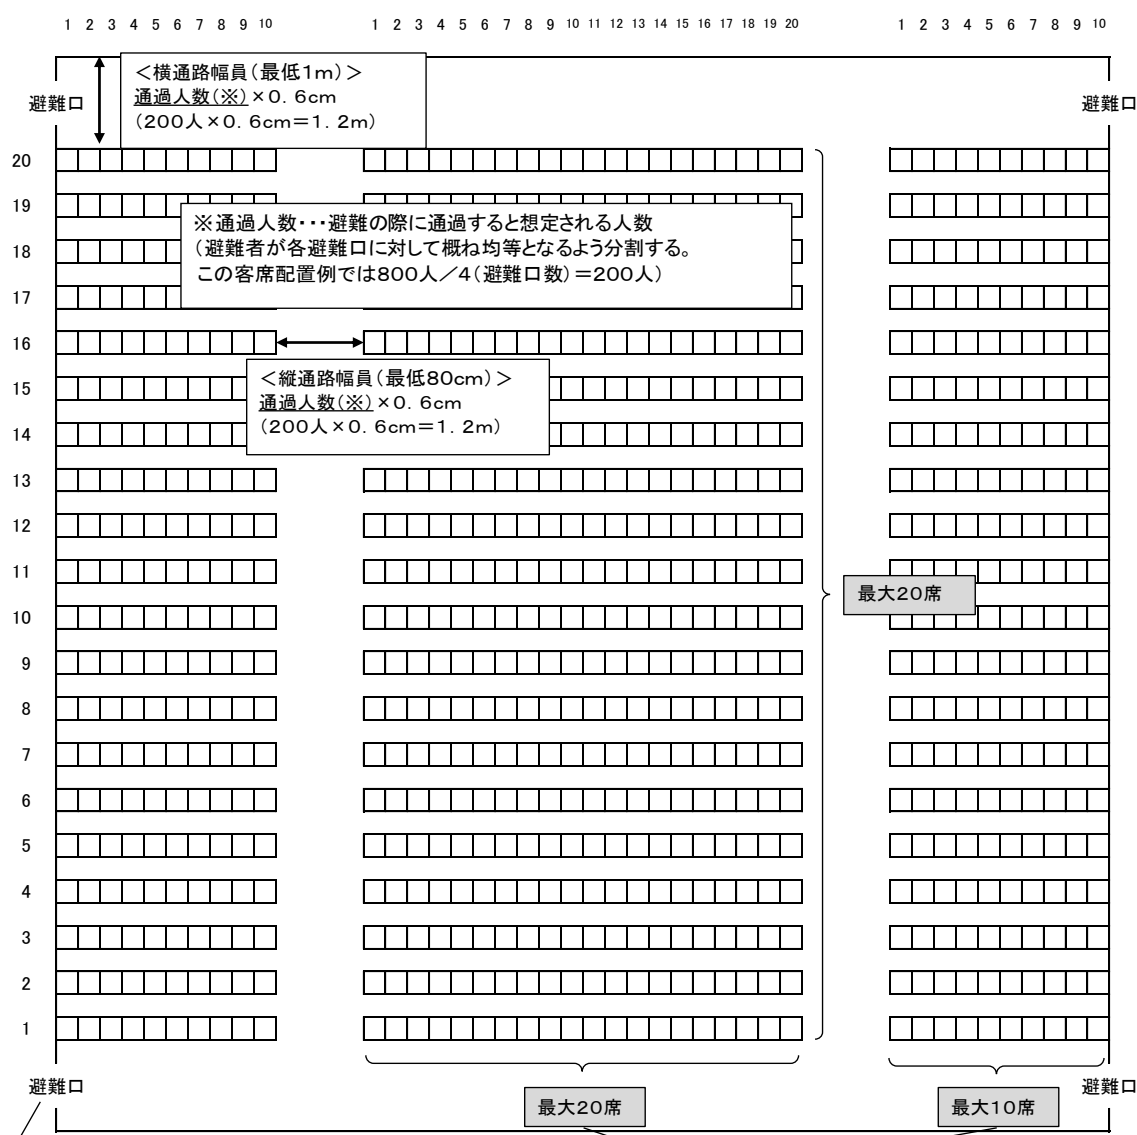 1 2 3 4 5 6 7 8 9 10 1 2 3 4 5 6 7 8 9 10 11 12 13 14 15 16 17 18 19 20 1 2 3 4 5 6 7 8 9 10
<横通路幅員(最低1m)>
通過人数(※)×0.6cm
(200人×0.6cm=1.2m)
避難口
避難口
20
19
※通過人数・・・避難の際に通過すると想定される人数
(避難者が各避難口に対して概ね均等となるよう分割する。
この客席配置例では800人/4(避難口数)=200人)
18
17
16
<縦通路幅員(最低80cm)>
通過人数(※)×0.6cm
(200人×0.6cm=1.2m)
15
14
13
12
11
最大20席
10
9
8
7
6
5
4
3
2
1
避難口
避難口
最大20席
最大10席